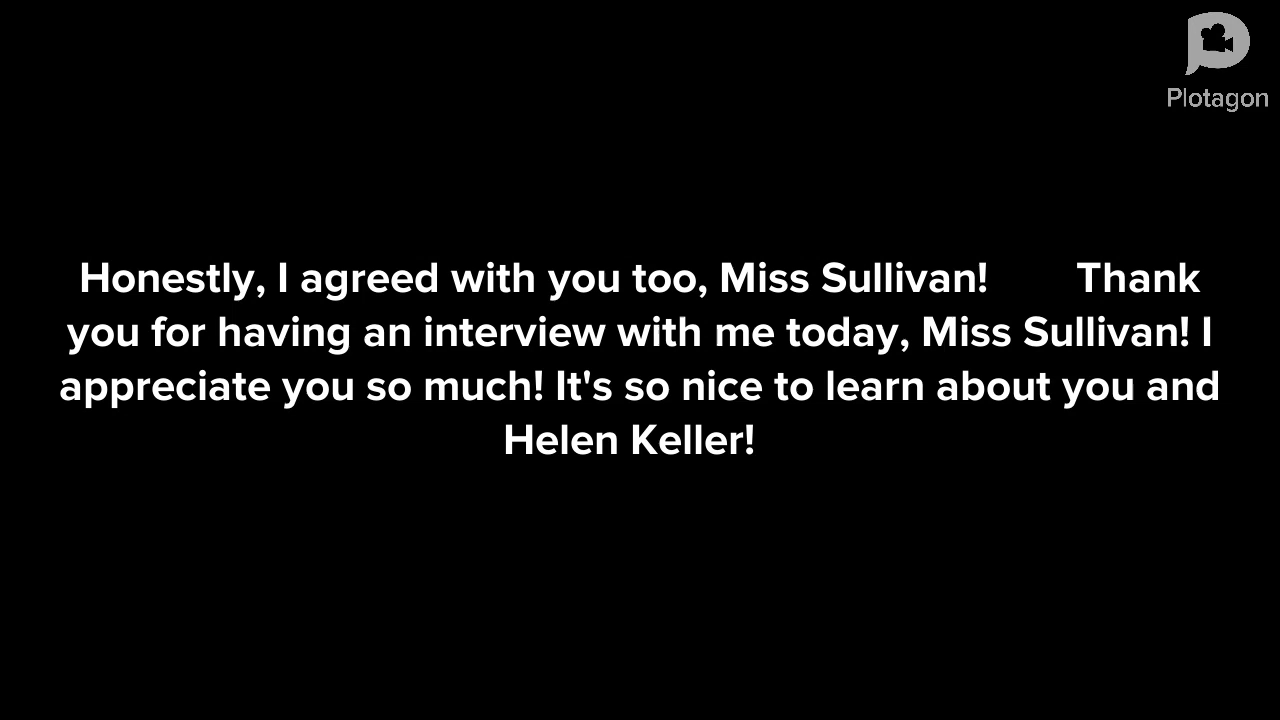 Plotagon
Honestly, I agreed with you too, Miss Sullivan! Thank
you for having an interview with me today, Miss Sullivan! I
appreciate you so much! It's so nice to learn about you and
Helen Keller!